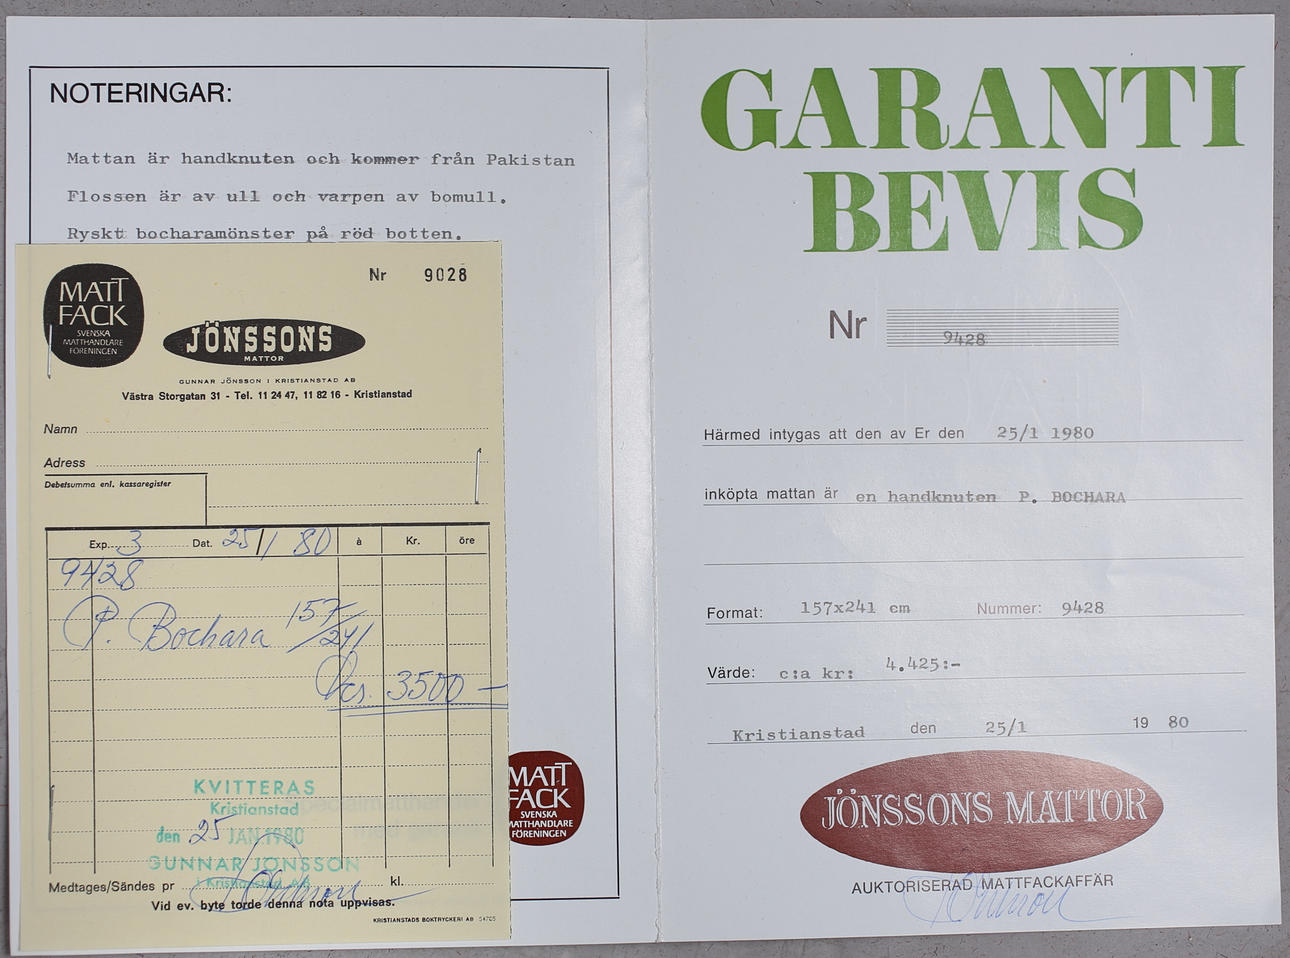 NOTERINGAR:
Mattan är handknuten och kommer från Pakistan
Flossen är av ull och varpen av bomull.
Ryskt bocharamönster på röd botten.
MATT
FACK
SVENSKA
MATTHANDLARE
FÖRENINGEN
Nr 9028
JÖNSSONS
MATTOR
GUNNAR JÖNSSON I KRISTIANSTAD AB
Västra Storgatan 31 - Tel. 11 24 47, 11 82 16 - Kristianstad
Namn
Adress
Debetsumma enl. kassaregister
Exp. 3 Dat. 25/1 80 à Kr. öre
9428
P. Bochara 157/241
Kr. 3500 —
KVITTERAS
Kristianstad
den 25 JAN. 1980
GUNNAR JÖNSSON
i Kristianstad AB
Medtages/Sändes pr kl.
Vid ev. byte torde denna nota uppvisas.
KRISTIANSTADS BOKTRYCKERI AB 54705
MATT
FACK
SVENSKA
MATTHANDLARE
FÖRENINGEN
GARANTI
BEVIS
Nr 9428
Härmed intygas att den av Er den 25/1 1980
inköpta mattan är en handknuten P. BOCHARA
Format: 157x241 cm Nummer: 9428
Värde: c:a kr: 4.425:-
Kristianstad den 25/1 19 80
JÖNSSONS MATTOR
AUKTORISERAD MATTFACKAFFÄR